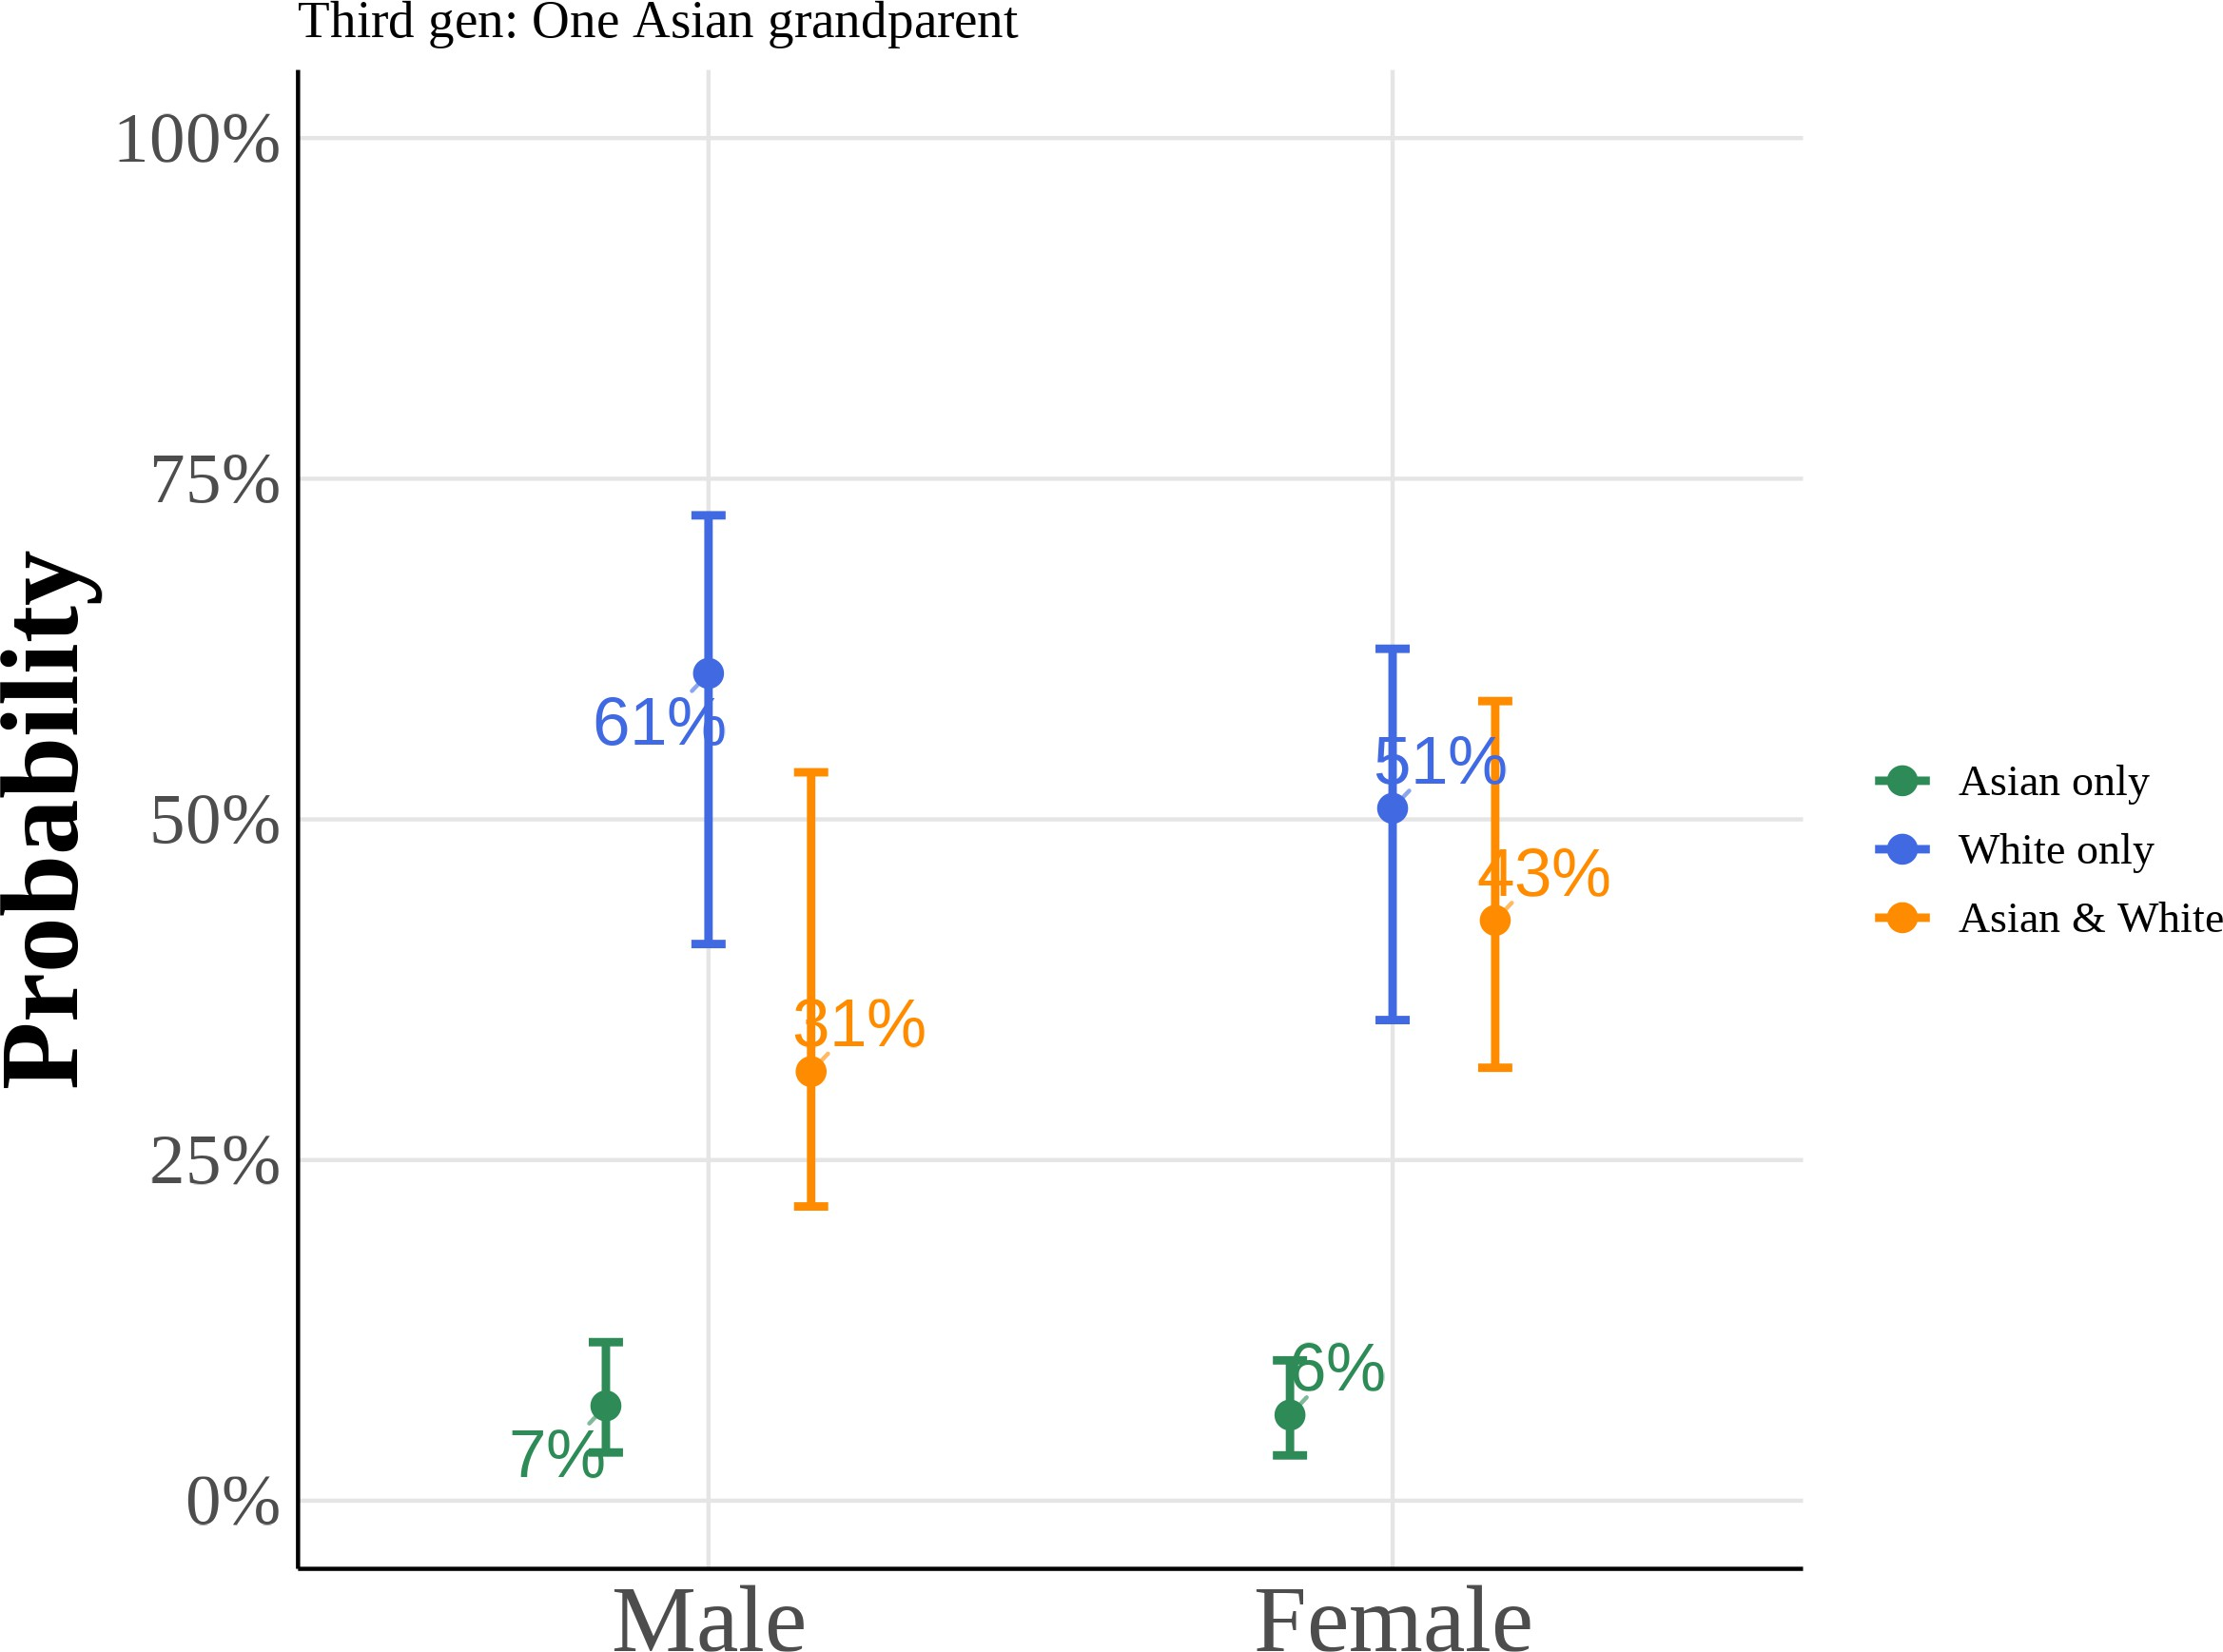 Third gen: One Asian grandparent
Probability
100%
75%
50%
25%
0%
61%
31%
7%
51%
43%
6%
Male
Female
Asian only
White only
Asian & White